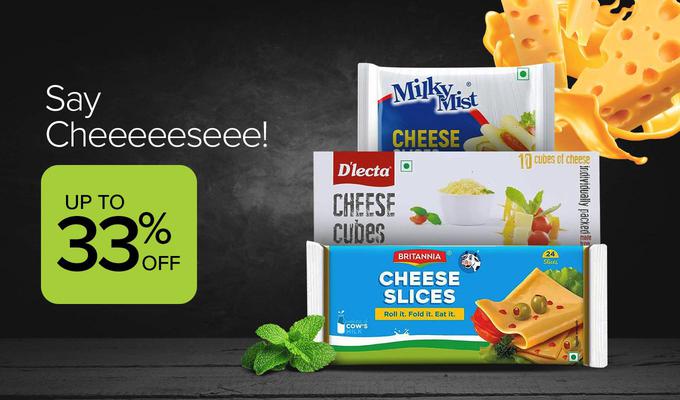 Say
Cheeeeeseee!
UP TO
33%
OFF
Milky
Mist
CHEESE
D'lecta
CHEESE
cubes
10 cubes of cheese
individually packed
BRITANNIA
CHEESE
SLICES
Roll it. Fold it. Eat it.
24
Slices
COW'S
MILK